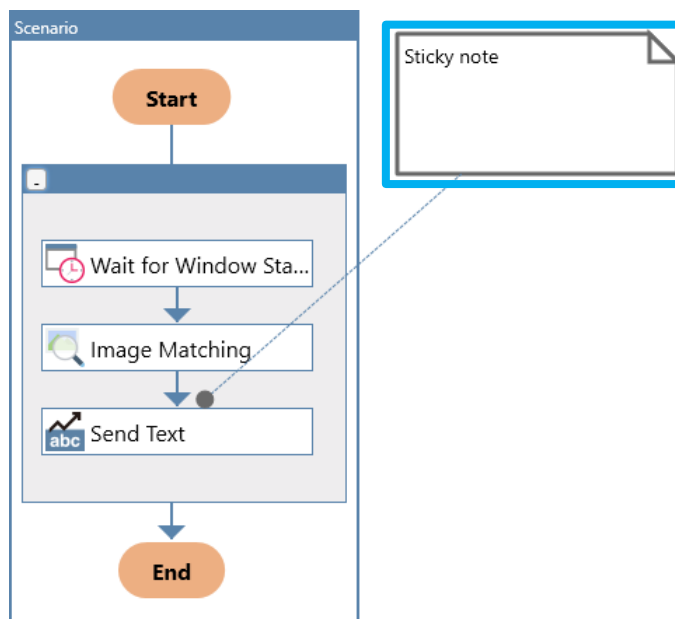 Scenario
Sticky note
Start
-
Wait for Window Sta...
Image Matching
abc
Send Text
End